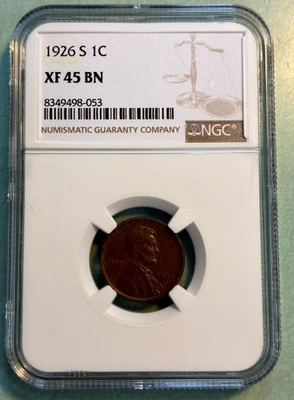 1926 S 1C
XF 45 BN
8349498-053
NUMISMATIC GUARANTY COMPANY
NGC®